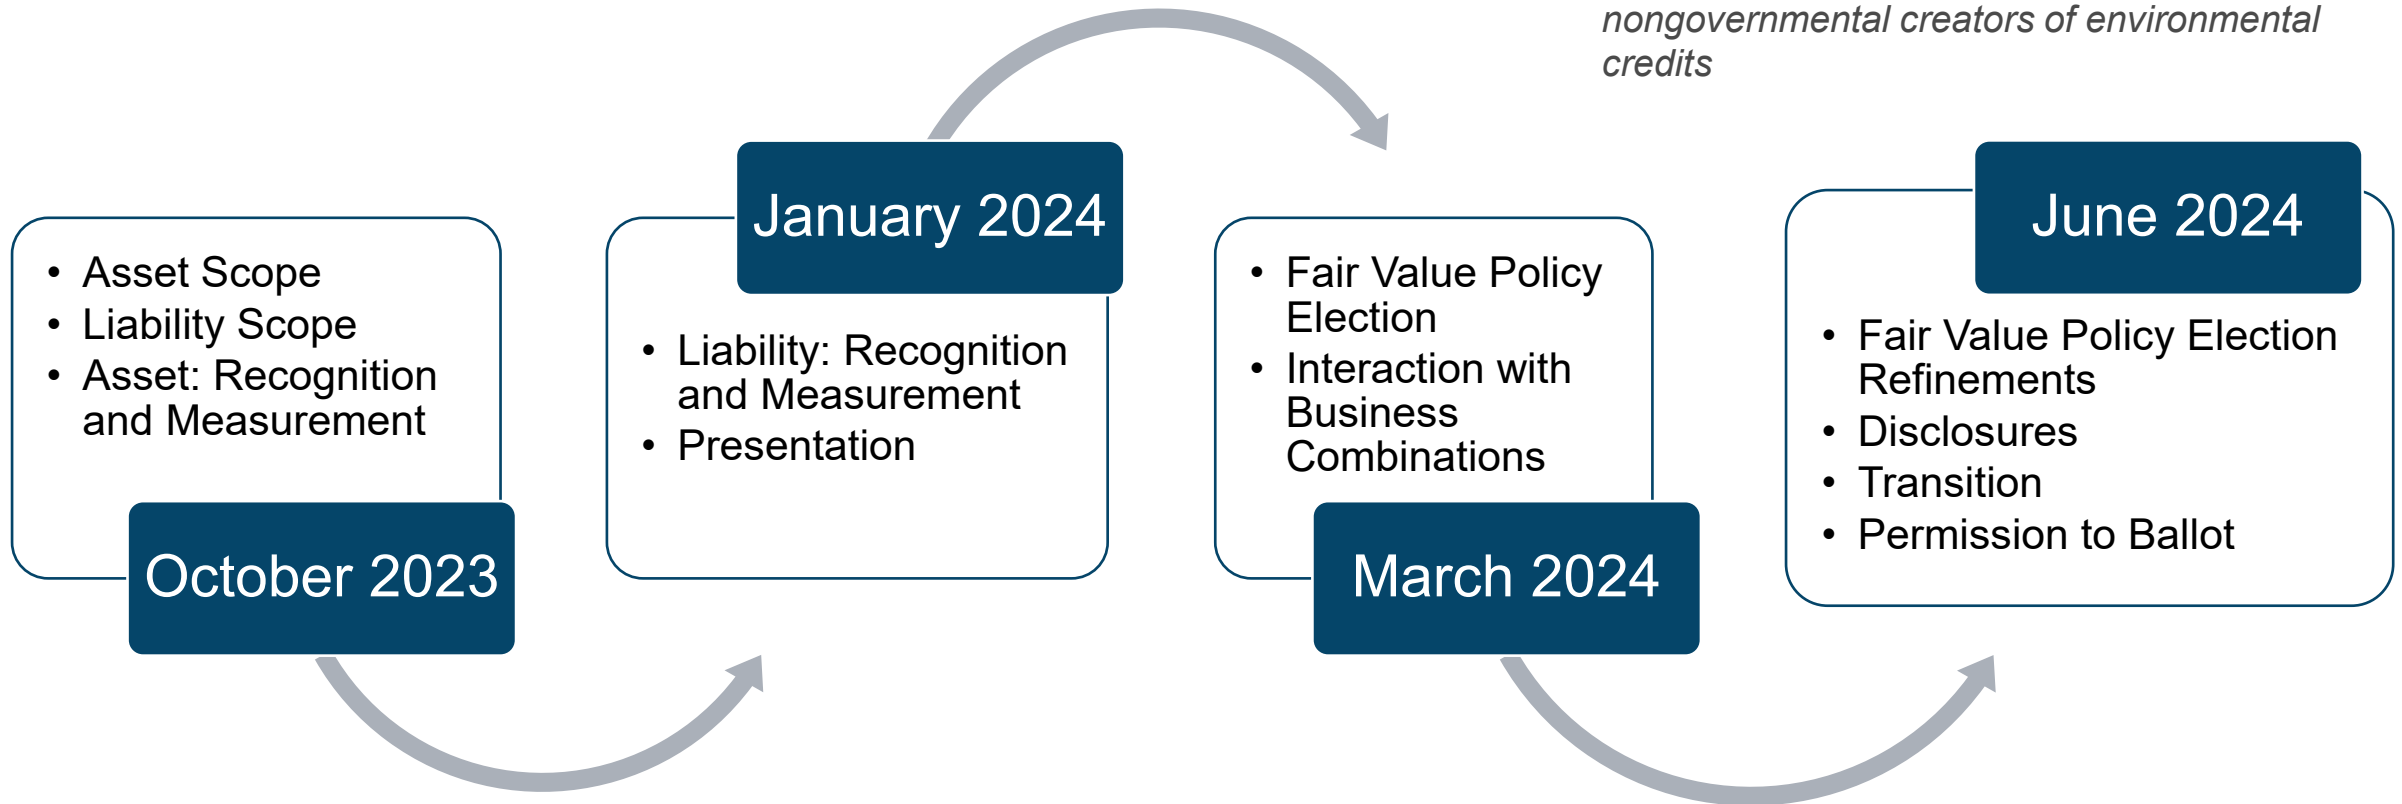 nongovernmental creators of environmental
credits
• Asset Scope
• Liability Scope
• Asset: Recognition
and Measurement
October 2023
January 2024
• Liability: Recognition
and Measurement
• Presentation
• Fair Value Policy
Election
• Interaction with
Business
Combinations
March 2024
June 2024
• Fair Value Policy Election
Refinements
• Disclosures
• Transition
• Permission to Ballot